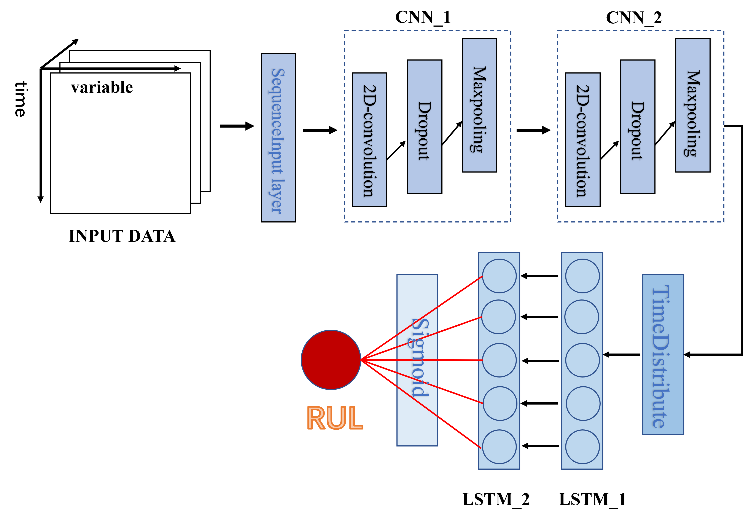 CNN_1
CNN_2
time
variable
INPUT DATA
SequenceInput layer
2D-convolution
Dropout
Maxpooling
2D-convolution
Dropout
Maxpooling
TimeDistribute
Sigmoid
RUL
LSTM_2
LSTM_1